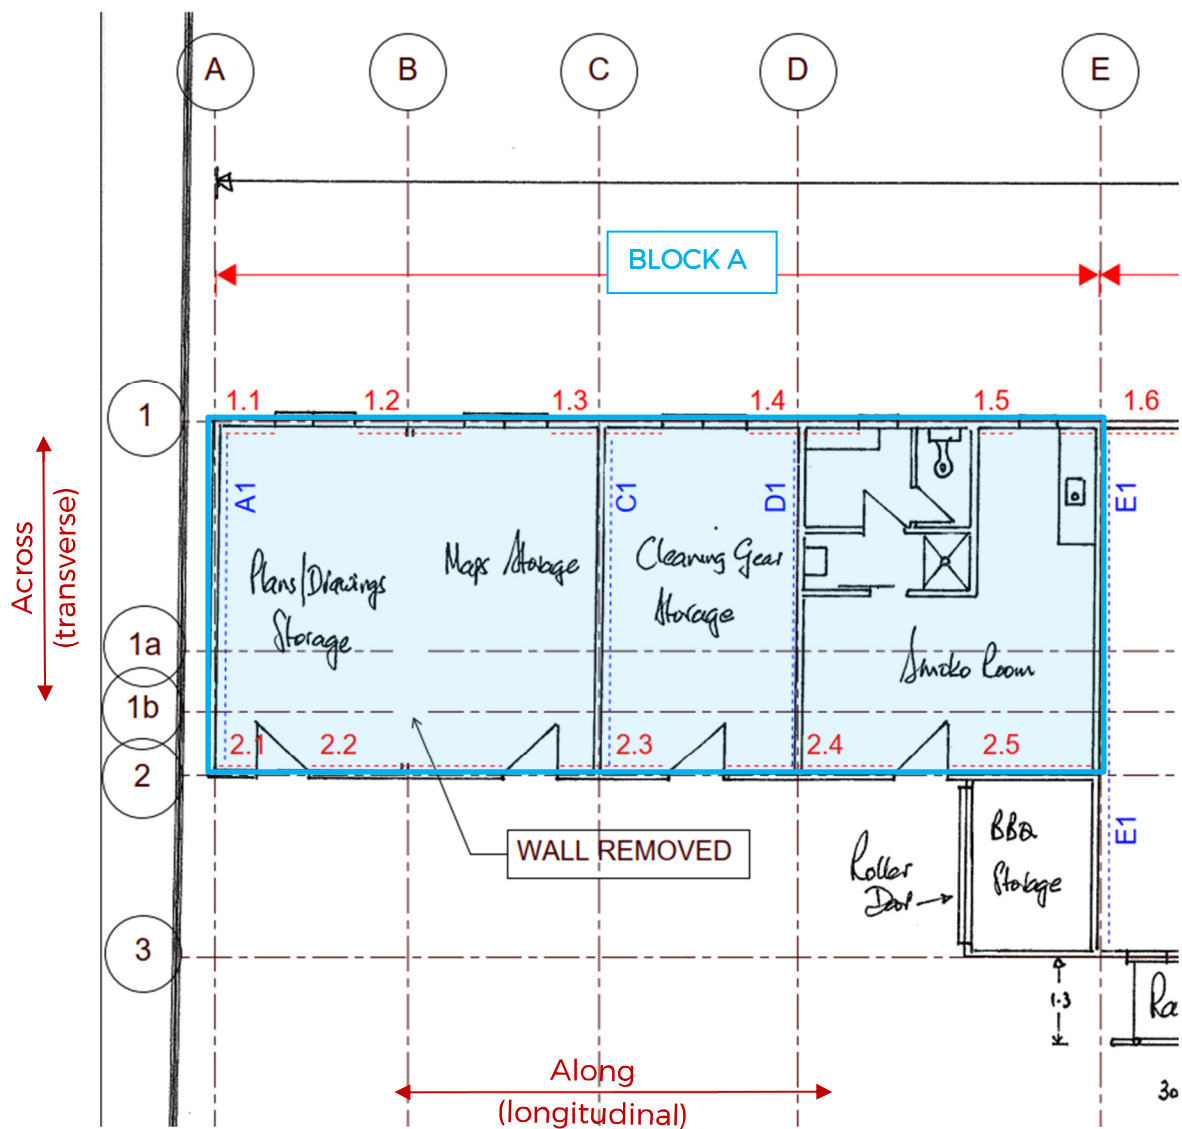 A B C D E
BLOCK A
1
1.1 1.2 1.3 1.4 1.5 1.6
A1 C1 D1 E1
Across
(transverse)
Plans/Drawings
Storage
Maps Storage
Cleaning Gear
Storage
1a
Smoko Room
1b
2.1 2.2 2.3 2.4 2.5
2
WALL REMOVED
Roller
Door
BBQ
Storage
E1
3
1.3
Ra
30
Along
(longitudinal)